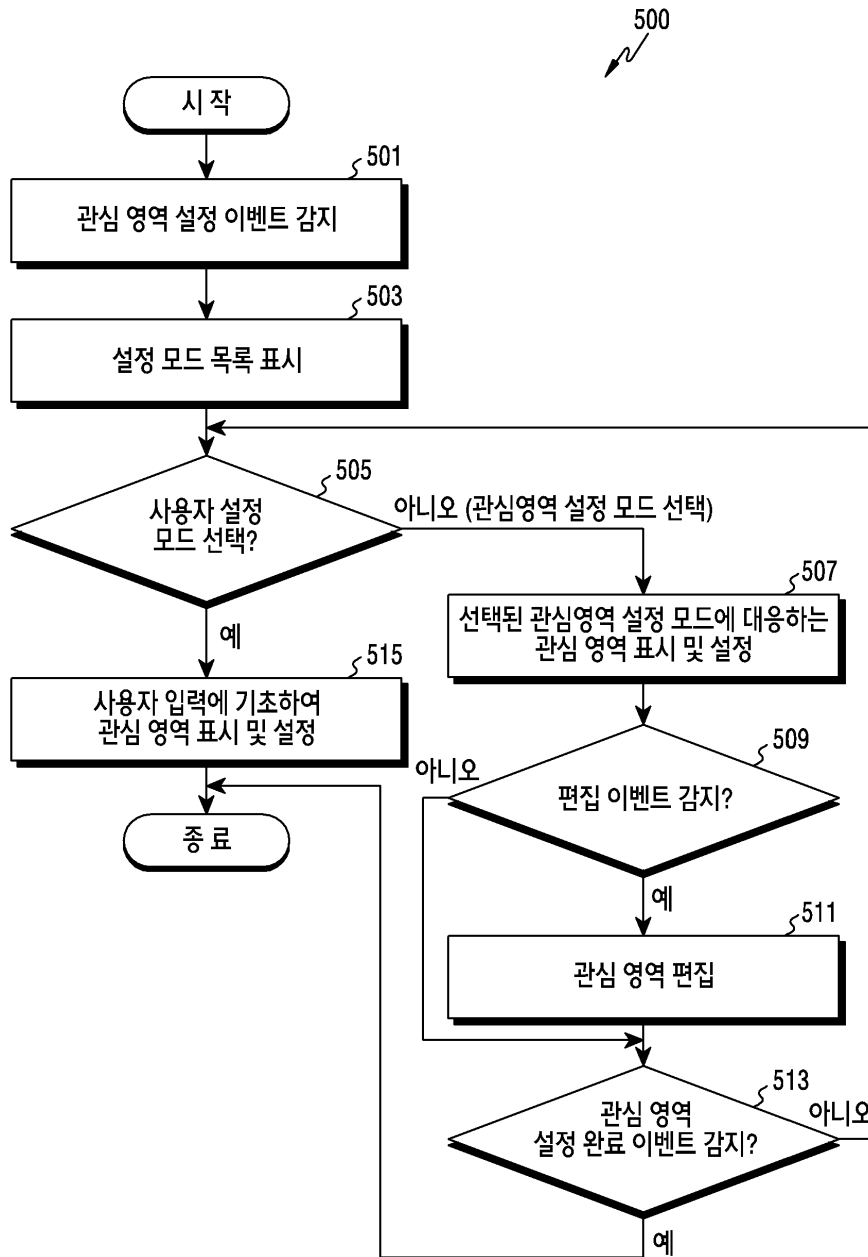 500
시 작
501
관심 영역 설정 이벤트 감지
503
설정 모드 목록 표시
505
사용자 설정
모드 선택?
아니오 (관심영역 설정 모드 선택)
예
507
선택된 관심영역 설정 모드에 대응하는
관심 영역 표시 및 설정
515
사용자 입력에 기초하여
관심 영역 표시 및 설정
종 료
509
편집 이벤트 감지?
아니오
예
511
관심 영역 편집
513
관심 영역
설정 완료 이벤트 감지?
아니오
예